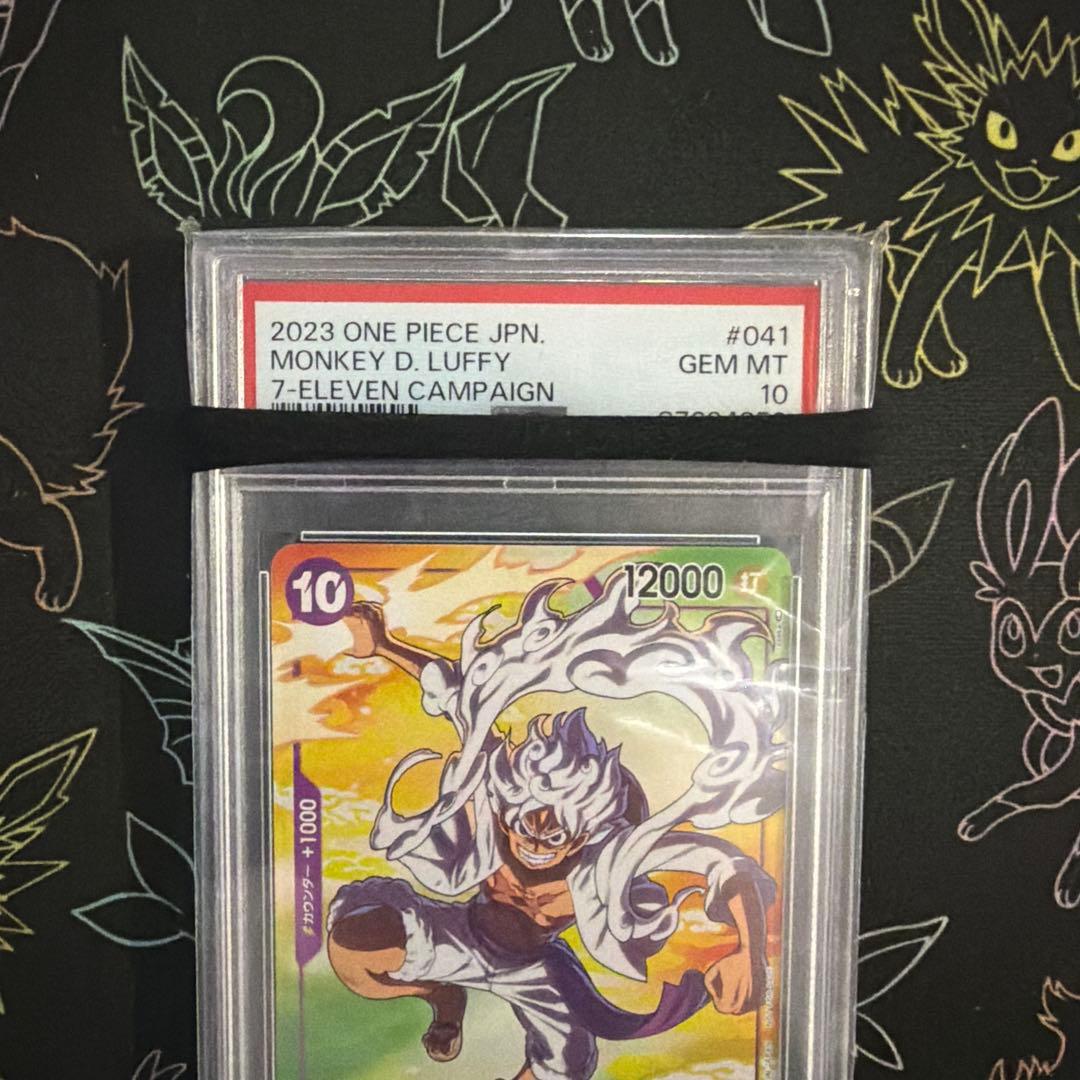 2023 ONE PIECE JPN. #041
MONKEY D. LUFFY GEM MT
7-ELEVEN CAMPAIGN 10
10
12000
カウンター +1000